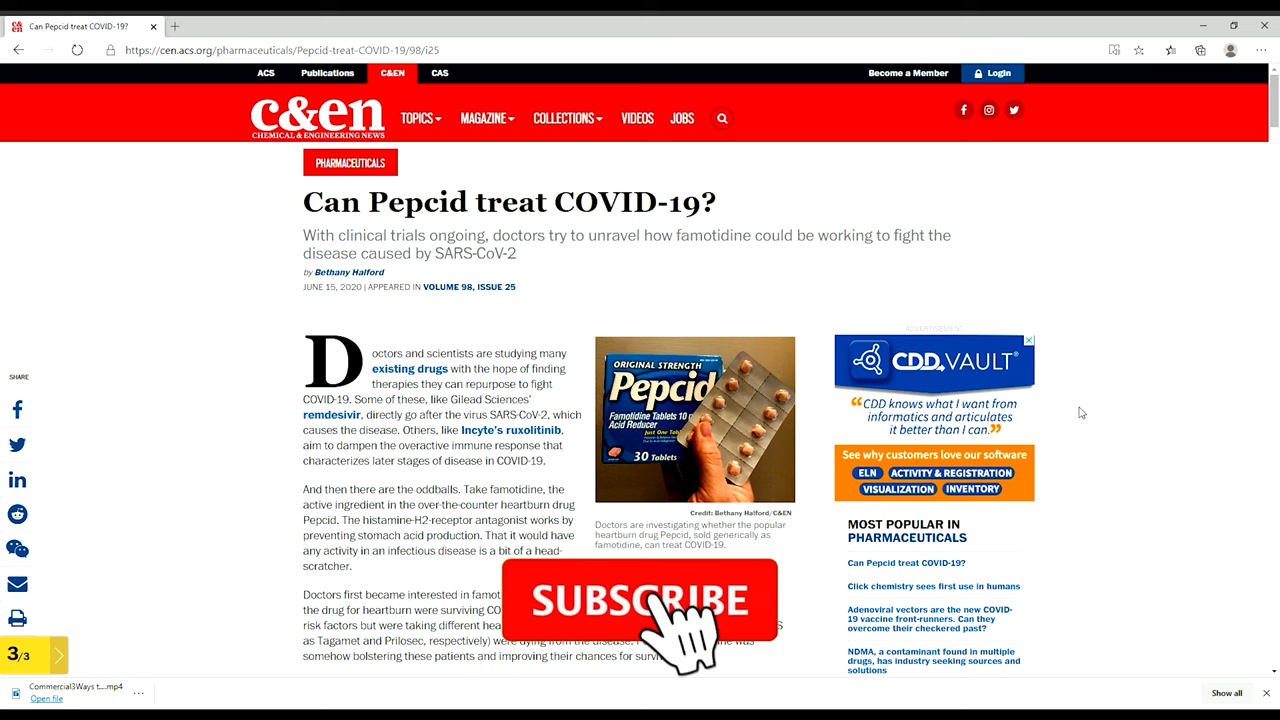 Can Pepcid treat COVID-19?
https://cen.acs.org/pharmaceuticals/Pepcid-treat-COVID-19/98/i25
ACS Publications C&EN CAS Become a Member Login
c&en
CHEMICAL & ENGINEERING NEWS
TOPICS MAGAZINE COLLECTIONS VIDEOS JOBS
PHARMACEUTICALS
Can Pepcid treat COVID-19?
With clinical trials ongoing, doctors try to unravel how famotidine could be working to fight the
disease caused by SARS-CoV-2
by Bethany Halford
JUNE 15, 2020 | APPEARED IN VOLUME 98, ISSUE 25
SHARE
Doctors and scientists are studying many
existing drugs with the hope of finding
therapies they can repurpose to fight
COVID-19. Some of these, like Gilead Sciences'
remdesivir, directly go after the virus SARS-CoV-2, which
causes the disease. Others, like Incyte's ruxolitinib,
aim to dampen the overactive immune response that
characterizes later stages of disease in COVID-19.
And then there are the oddballs. Take famotidine, the
active ingredient in the over-the-counter heartburn drug
Pepcid. The histamine-H2-receptor antagonist works by
preventing stomach acid production. That it would have
any activity in an infectious disease is a bit of a head-
scratcher.
Doctors first became interested in famot
the drug for heartburn were surviving CO
risk factors but were taking different hea
as Tagamet and Prilosec, respectively) were dying from the disease.
somehow bolstering these patients and improving their chances for surv
ORIGINAL STRENGTH
Pepcid
Famotidine Tablets 10
Acid Reducer
Just One Tab
30 Tablets
Credit: Bethany Halford/C&EN
Doctors are investigating whether the popular
heartburn drug Pepcid, sold generically as
famotidine, can treat COVID-19.
SUBSCRIBE
ADVERTISEMENT
CDD VAULT®
“CDD knows what I want from
informatics and articulates
it better than I can.”
See why customers love our software
ELN ACTIVITY & REGISTRATION
VISUALIZATION INVENTORY
MOST POPULAR IN
PHARMACEUTICALS
Can Pepcid treat COVID-19?
Click chemistry sees first use in humans
Adenoviral vectors are the new COVID-
19 vaccine front-runners. Can they
overcome their checkered past?
NDMA, a contaminant found in multiple
drugs, has industry seeking sources and
solutions
3/3
Commercial3Ways t....mp4
Open file
Show all